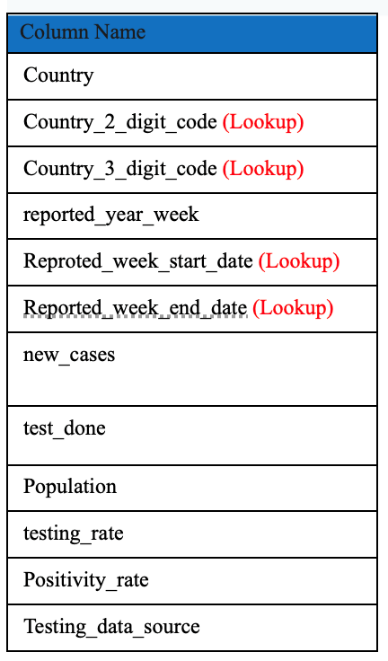 Column Name
Country
Country_2_digit_code (Lookup)
Country_3_digit_code (Lookup)
reported_year_week
Reproted_week_start_date (Lookup)
Reported_week_end_date (Lookup)
new_cases
test_done
Population
testing_rate
Positivity_rate
Testing_data_source